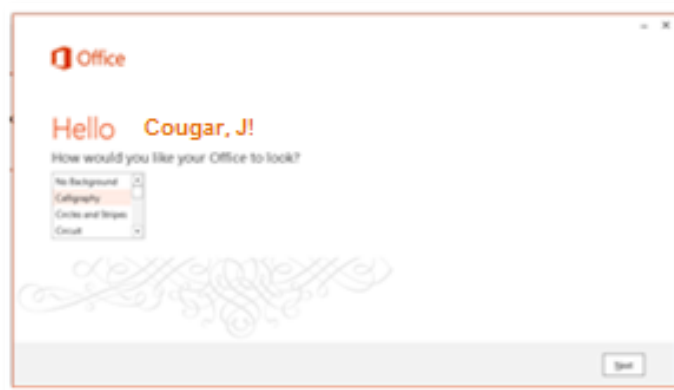 Office
Hello Cougar, J!
How would you like your Office to look?
No Background
Calligraphy
Circles and Stripes
Circuit
Next